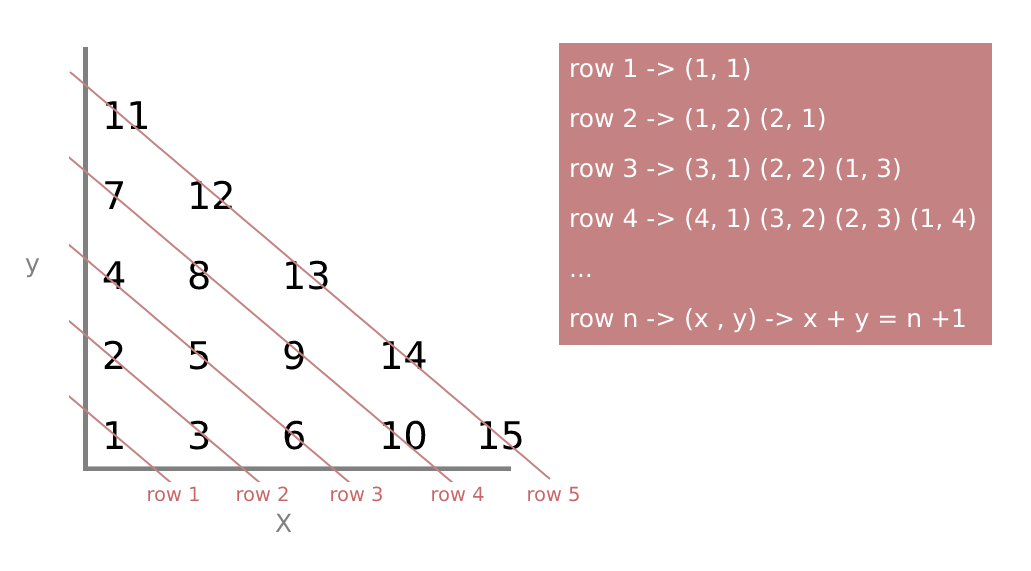 11
7 12
y
4 8 13
2 5 9 14
1 3 6 10 15
row 1 row 2 row 3 row 4 row 5
X
row 1 -> (1, 1)
row 2 -> (1, 2) (2, 1)
row 3 -> (3, 1) (2, 2) (1, 3)
row 4 -> (4, 1) (3, 2) (2, 3) (1, 4)
...
row n -> (x , y) -> x + y = n +1